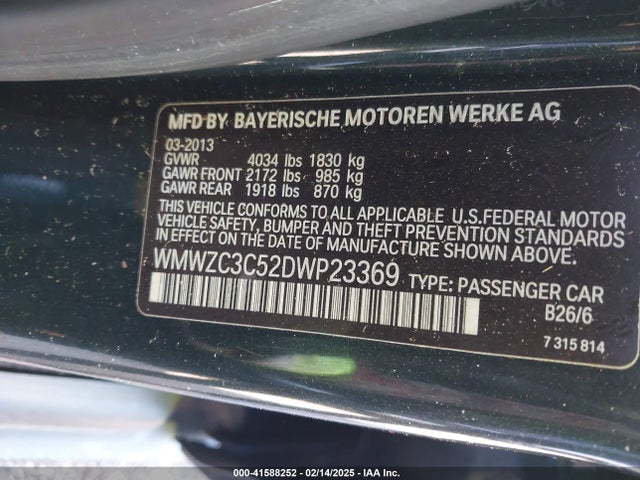 MFD BY BAYERISCHE MOTOREN WERKE AG
03-2013
GVWR 4034 lbs 1830 kg
GAWR FRONT 2172 lbs 985 kg
GAWR REAR 1918 lbs 870 kg
THIS VEHICLE CONFORMS TO ALL APPLICABLE U.S.FEDERAL MOTOR
VEHICLE SAFETY, BUMPER AND THEFT PREVENTION STANDARDS
IN EFFECT ON THE DATE OF MANUFACTURE SHOWN ABOVE.
WMWZC3C52DWP23369 TYPE: PASSENGER CAR
B26/6
7 315 814
000-41588252 - 02/14/2025 - IAA Inc.